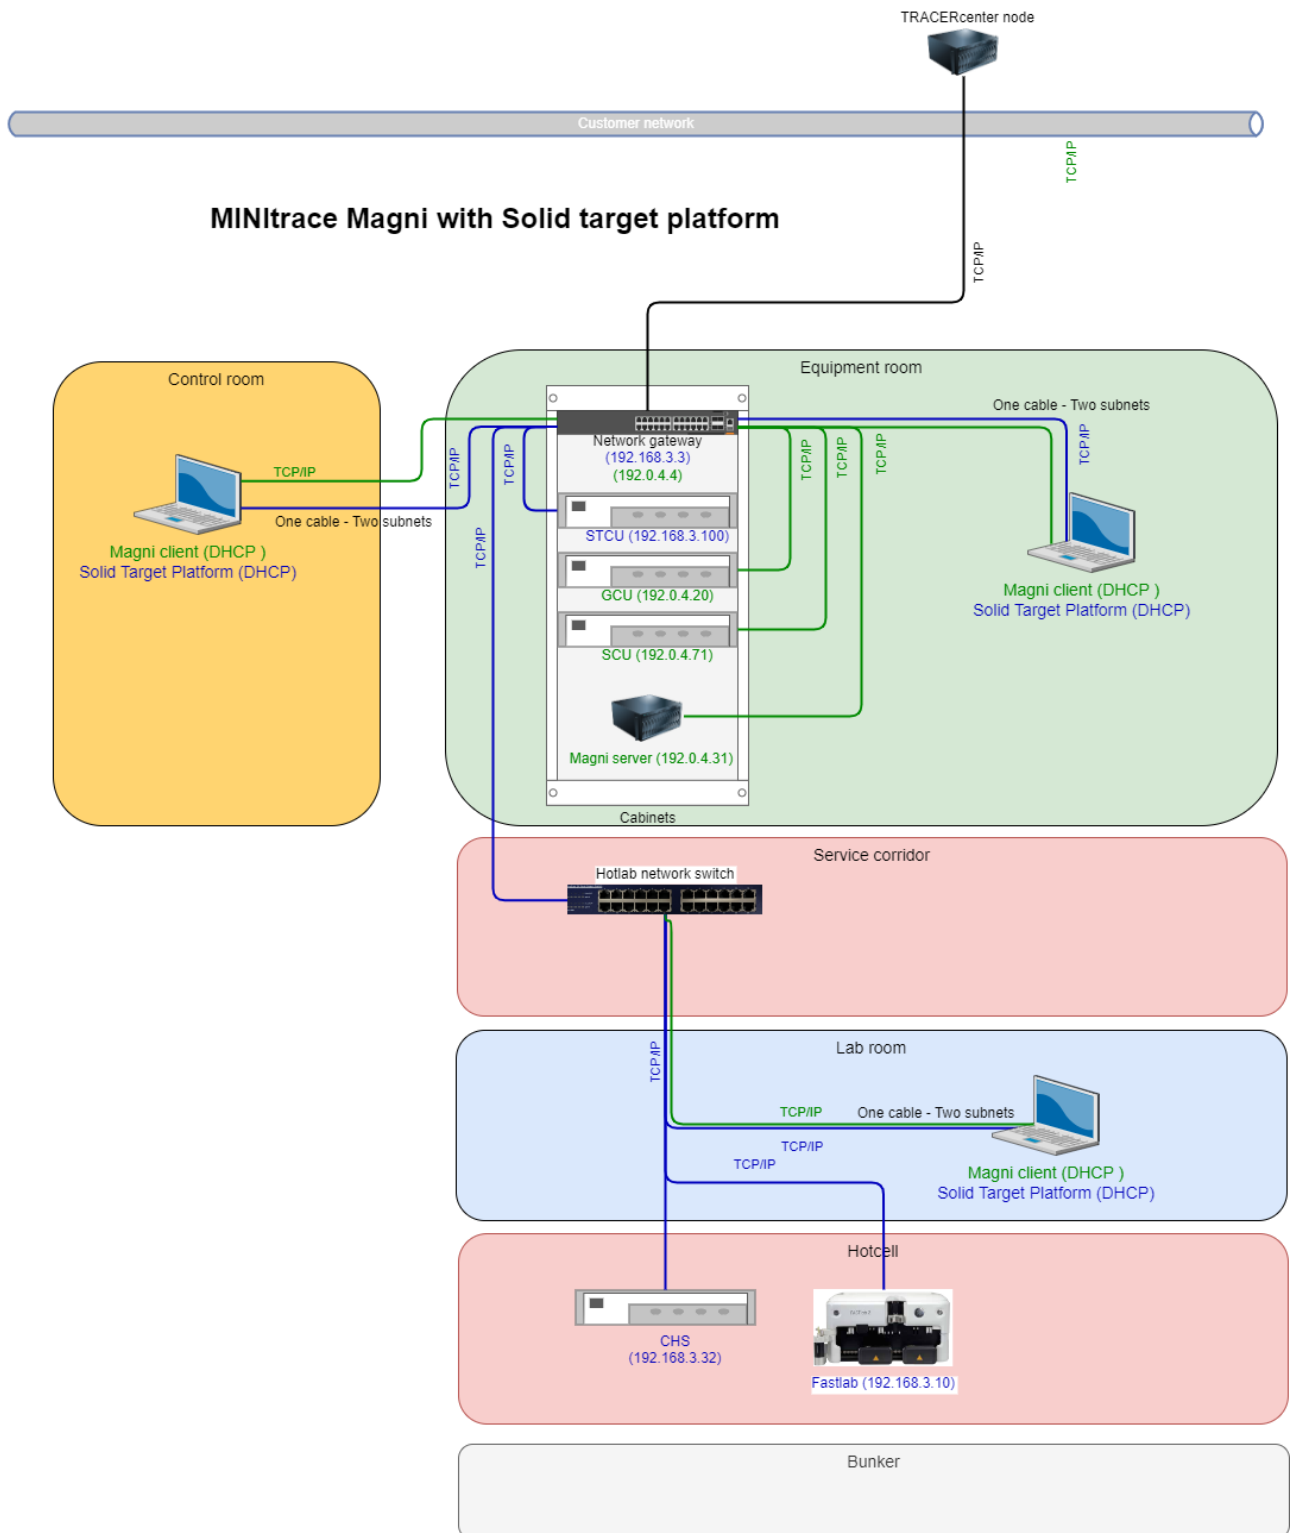 TRACERcenter node
Customer network
TCP/IP
MINItrace Magni with Solid target platform
TCP/IP
Control room
Equipment room
One cable - Two subnets
Network gateway
(192.168.3.3)
(192.0.4.4)
TCP/IP
TCP/IP
TCP/IP
TCP/IP
TCP/IP
TCP/IP
TCP/IP
TCP/IP
One cable - Two subnets
STCU (192.168.3.100)
TCP/IP
Magni client (DHCP )
Solid Target Platform (DHCP)
GCU (192.0.4.20)
Magni client (DHCP )
Solid Target Platform (DHCP)
SCU (192.0.4.71)
Magni server (192.0.4.31)
Cabinets
Service corridor
Hotlab network switch
Lab room
TCP/IP
TCP/IP
One cable - Two subnets
TCP/IP
TCP/IP
Magni client (DHCP )
Solid Target Platform (DHCP)
Hotcell
CHS
(192.168.3.32)
Fastlab (192.168.3.10)
Bunker